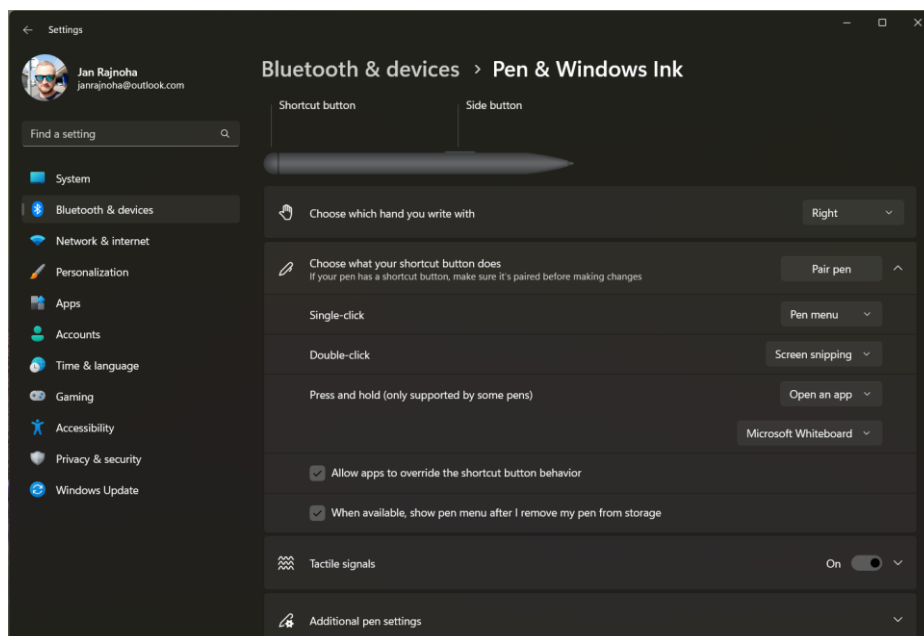 Settings
Jan Rajnoha
janrajnoha@outlook.com
Find a setting
System
Bluetooth & devices
Network & internet
Personalization
Apps
Accounts
Time & language
Gaming
Accessibility
Privacy & security
Windows Update
Bluetooth & devices › Pen & Windows Ink
Shortcut button Side button
Choose which hand you write with Right
Choose what your shortcut button does Pair pen
If your pen has a shortcut button, make sure it's paired before making changes
Single-click Pen menu
Double-click Screen snipping
Press and hold (only supported by some pens) Open an app
Microsoft Whiteboard
Allow apps to override the shortcut button behavior
When available, show pen menu after I remove my pen from storage
Tactile signals On
Additional pen settings